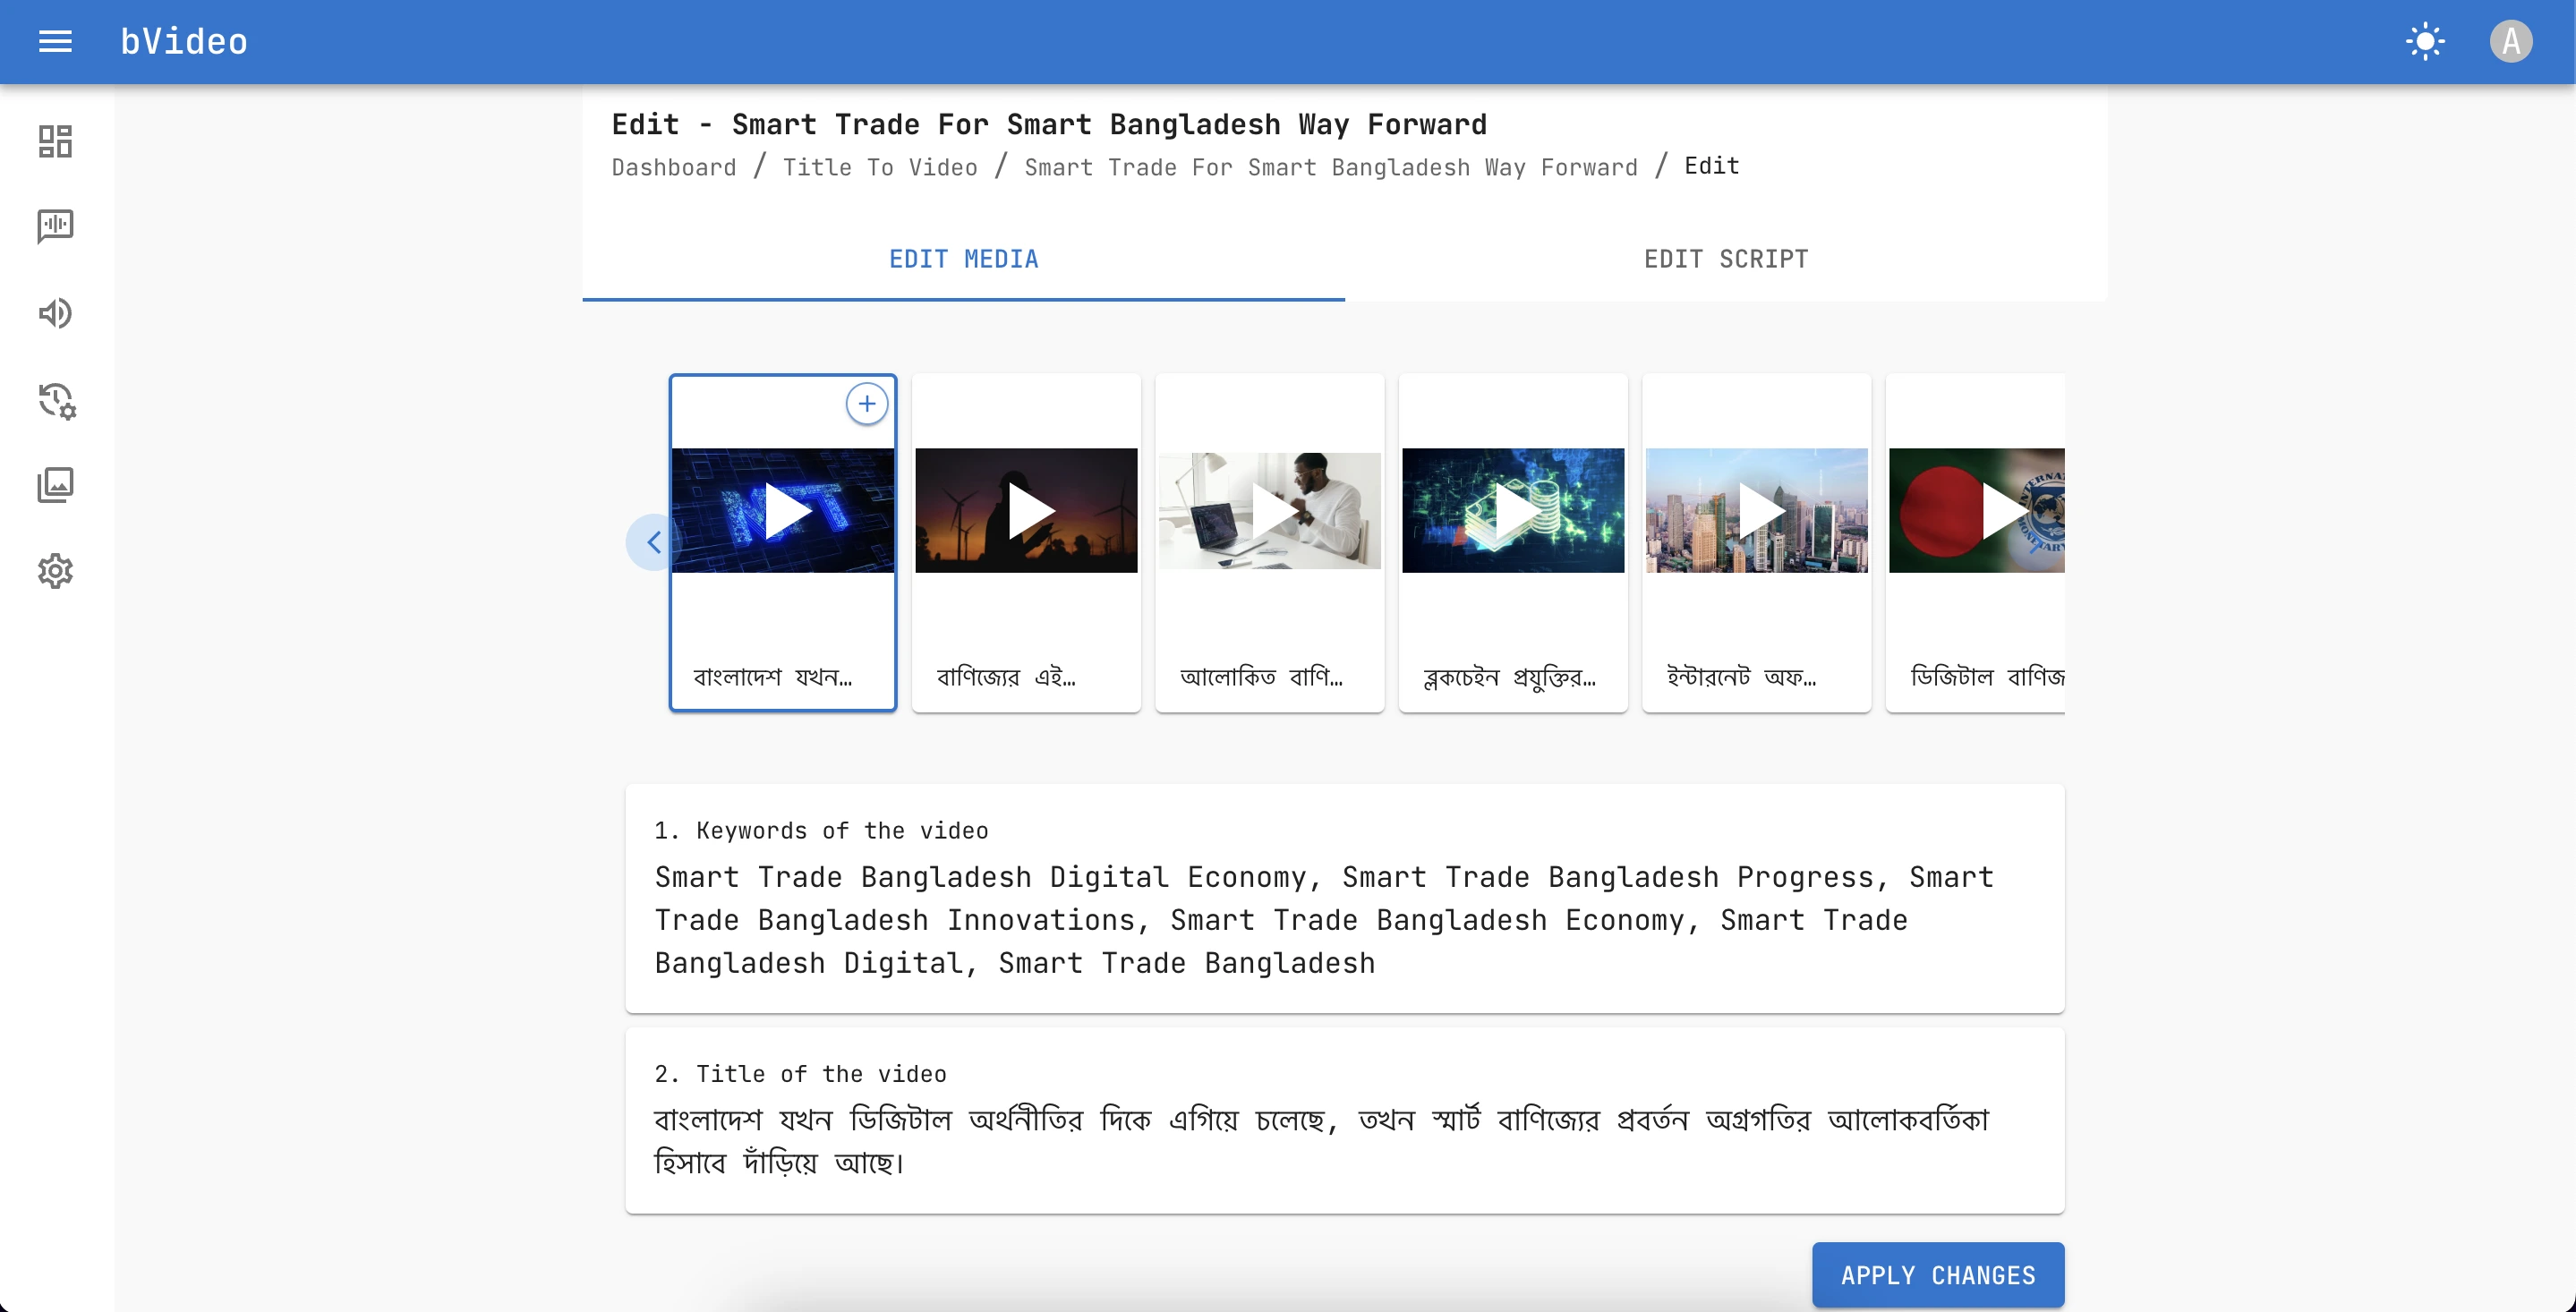 bVideo
A
Edit - Smart Trade For Smart Bangladesh Way Forward
Dashboard / Title To Video / Smart Trade For Smart Bangladesh Way Forward / Edit
EDIT MEDIA
EDIT SCRIPT
NFT
বাংলাদেশ যখন...
বাণিজ্যের এই...
আলোকিত বাণি...
ব্লকচেইন প্রযুক্তির...
ইন্টারনেট অফ...
ডিজিটাল বাণিজ
1. Keywords of the video
Smart Trade Bangladesh Digital Economy, Smart Trade Bangladesh Progress, Smart
Trade Bangladesh Innovations, Smart Trade Bangladesh Economy, Smart Trade
Bangladesh Digital, Smart Trade Bangladesh
2. Title of the video
বাংলাদেশ যখন ডিজিটাল অর্থনীতির দিকে এগিয়ে চলেছে, তখন স্মার্ট বাণিজ্যের প্রবর্তন অগ্রগতির আলোকবর্তিকা
হিসাবে দাঁড়িয়ে আছে।
APPLY CHANGES